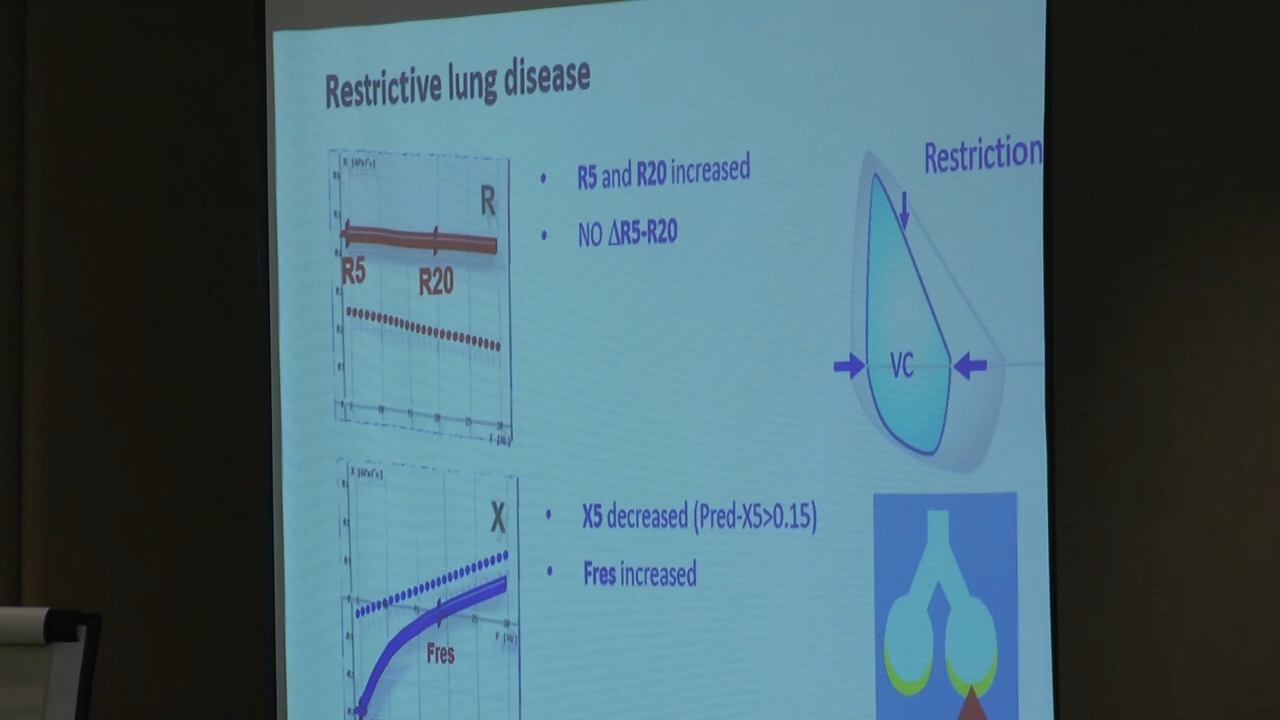 Restrictive lung disease
R
R5
R20
• R5 and R20 increased
• NO ΔR5-R20
Restriction
VC
X
Fres
• X5 decreased (Pred-X5>0.15)
• Fres increased